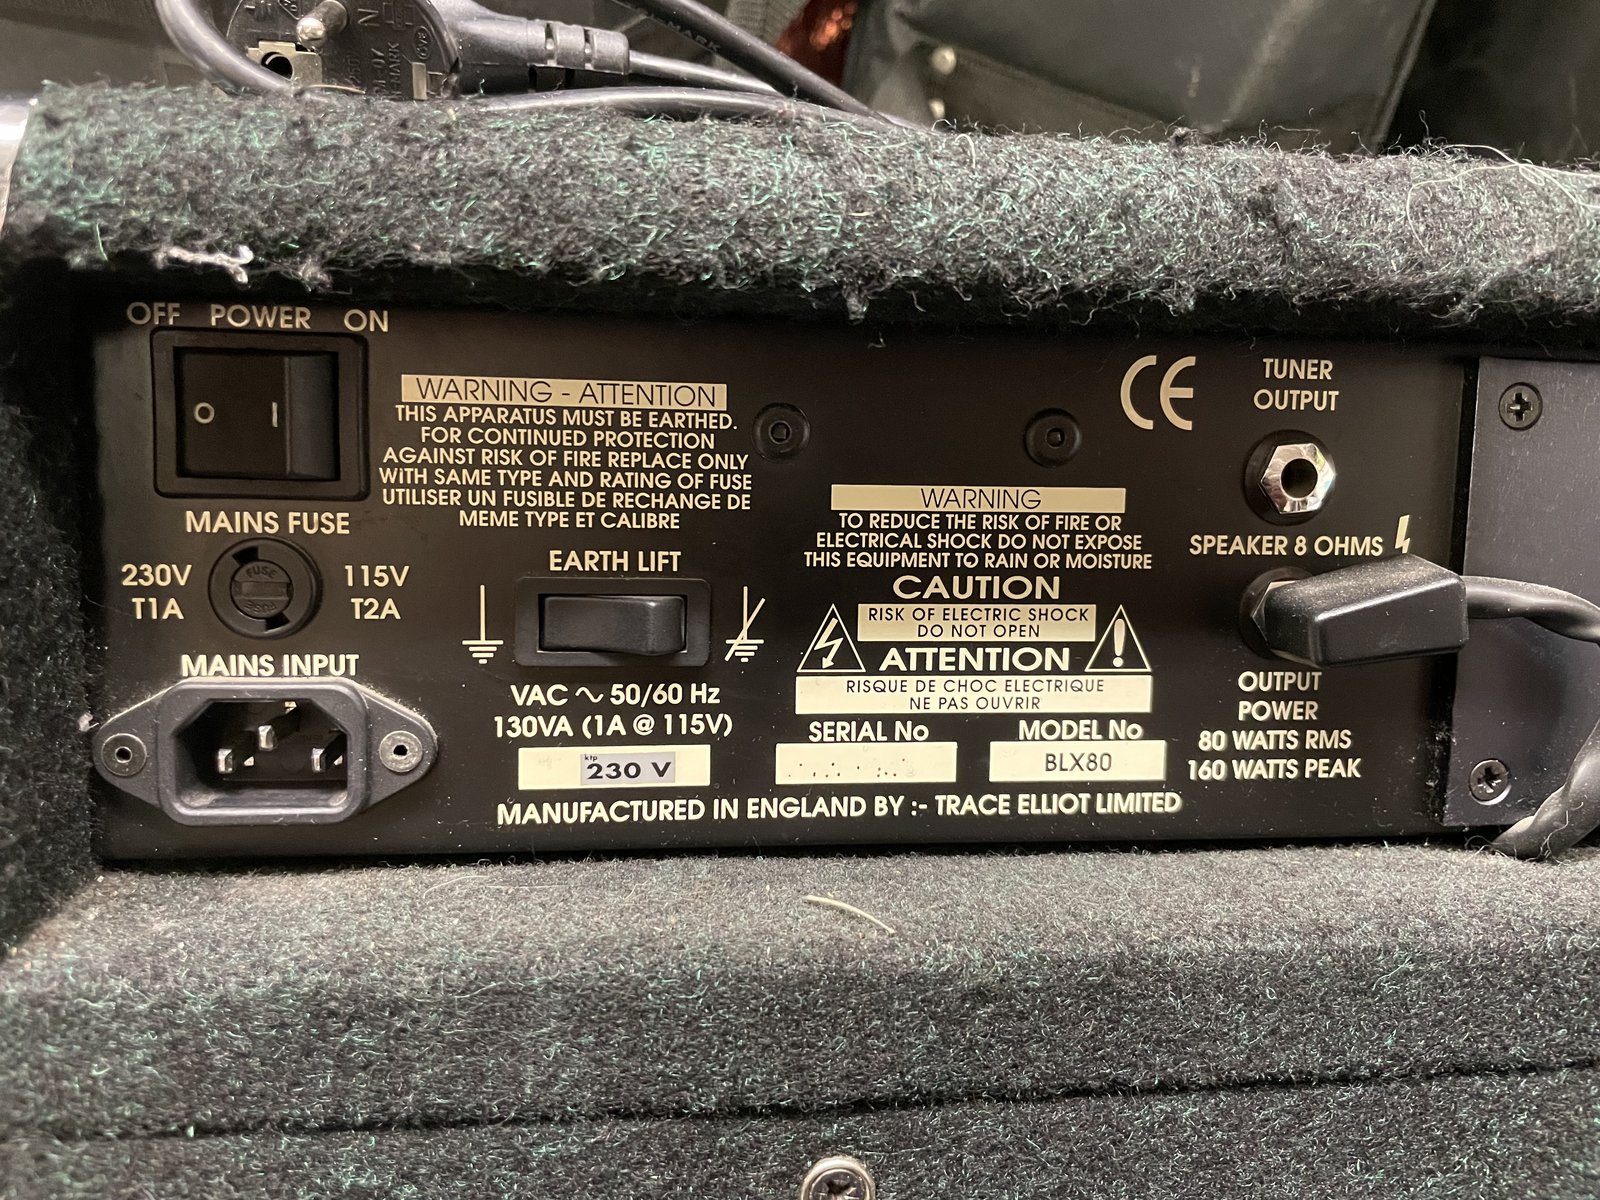 OFF POWER ON
WARNING - ATTENTION
THIS APPARATUS MUST BE EARTHED.
FOR CONTINUED PROTECTION
AGAINST RISK OF FIRE REPLACE ONLY
WITH SAME TYPE AND RATING OF FUSE
UTILISER UN FUSIBLE DE RECHANGE DE
MEME TYPE ET CALIBRE
MAINS FUSE
230V
T1A
FUSE
FUSE
115V
T2A
EARTH LIFT
MAINS INPUT
VAC ~ 50/60 Hz
130VA (1A @ 115V)
ktp
230 V
CE
WARNING
TO REDUCE THE RISK OF FIRE OR
ELECTRICAL SHOCK DO NOT EXPOSE
THIS EQUIPMENT TO RAIN OR MOISTURE
CAUTION
RISK OF ELECTRIC SHOCK
DO NOT OPEN
ATTENTION
RISQUE DE CHOC ELECTRIQUE
NE PAS OUVRIR
SERIAL No
MODEL No
BLX80
MANUFACTURED IN ENGLAND BY :- TRACE ELLIOT LIMITED
TUNER
OUTPUT
SPEAKER 8 OHMS
OUTPUT
POWER
80 WATTS RMS
160 WATTS PEAK